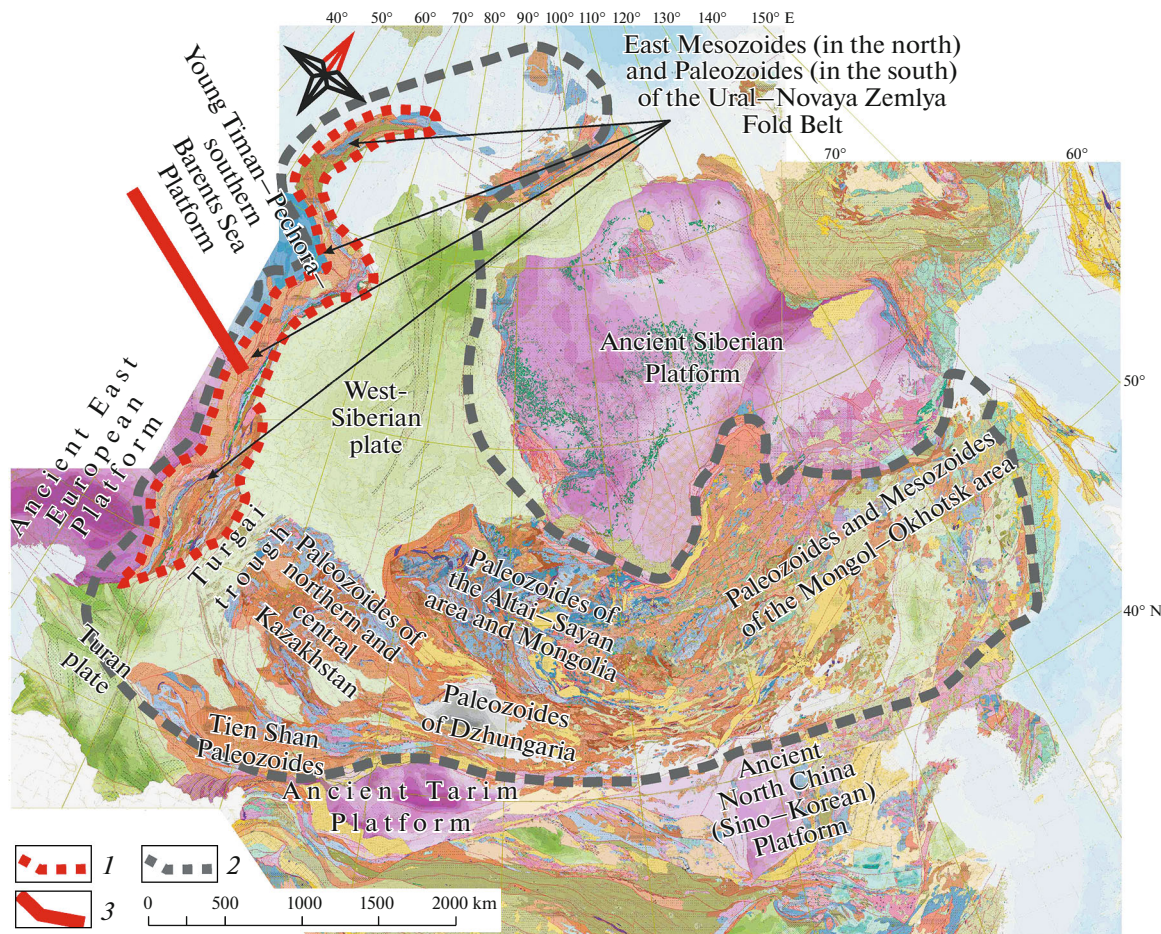 40° 50° 60° 70° 80° 90° 100° 110° 120° 130° 140° 150° E
East Mesozoides (in the north)
and Paleozoides (in the south)
of the Ural–Novaya Zemlya
Fold Belt
Young Timan–Pechora–
southern
Barents Sea
Platform
70°
60°
50°
40° N
Ancient Siberian
Platform
West-
Siberian
plate
Ancient East
European
Platform
Turgai
trough
Paleozoides of
northern and
central
Kazakhstan
Paleozoides of
the Altai–Sayan
area and Mongolia
Paleozoides and Mesozoides
of the Mongol–Okhotsk area
Turan
plate
Tien Shan
Paleozoides
Paleozoides
of Dzhungaria
Ancient Tarim
Platform
Ancient
North China
(Sino–Korean)
Platform
1
2
3
0 500 1000 1500 2000 km